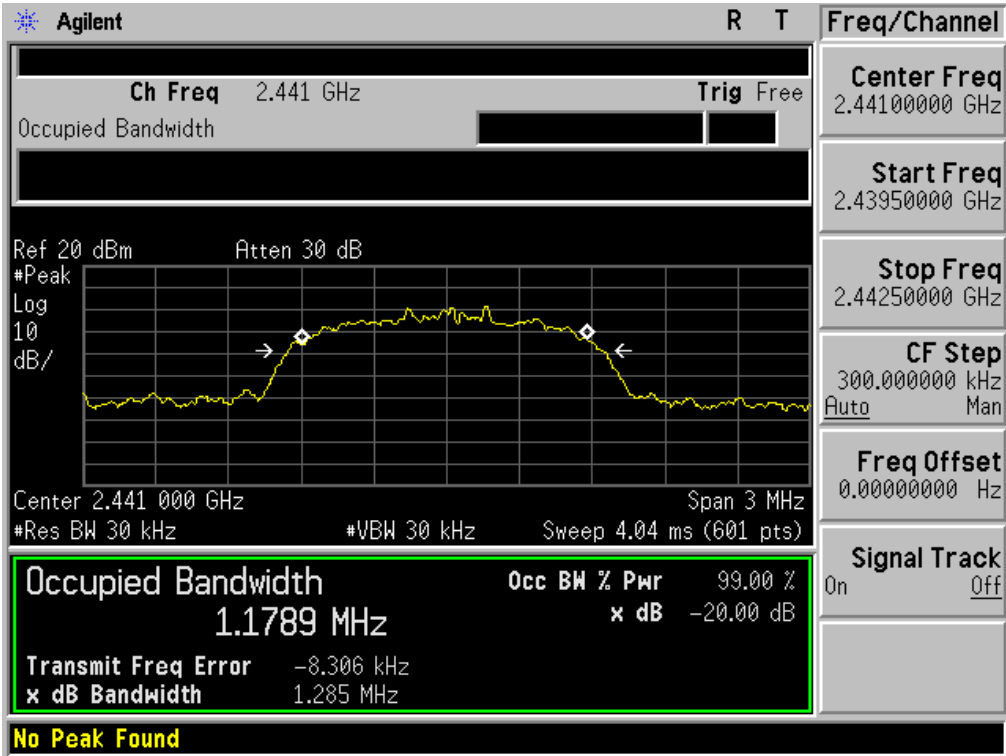 Agilent R T
Ch Freq 2.441 GHz Trig Free
Occupied Bandwidth
Ref 20 dBm Atten 30 dB
#Peak
Log
10
dB/
Center 2.441 000 GHz Span 3 MHz
#Res BW 30 kHz #VBW 30 kHz Sweep 4.04 ms (601 pts)
Occupied Bandwidth
1.1789 MHz
Occ BW % Pwr 99.00 %
x dB -20.00 dB
Transmit Freq Error -8.306 kHz
x dB Bandwidth 1.285 MHz
No Peak Found
Freq/Channel
Center Freq
2.44100000 GHz
Start Freq
2.43950000 GHz
Stop Freq
2.44250000 GHz
CF Step
300.000000 kHz
Auto Man
Freq Offset
0.00000000 Hz
Signal Track
On Off